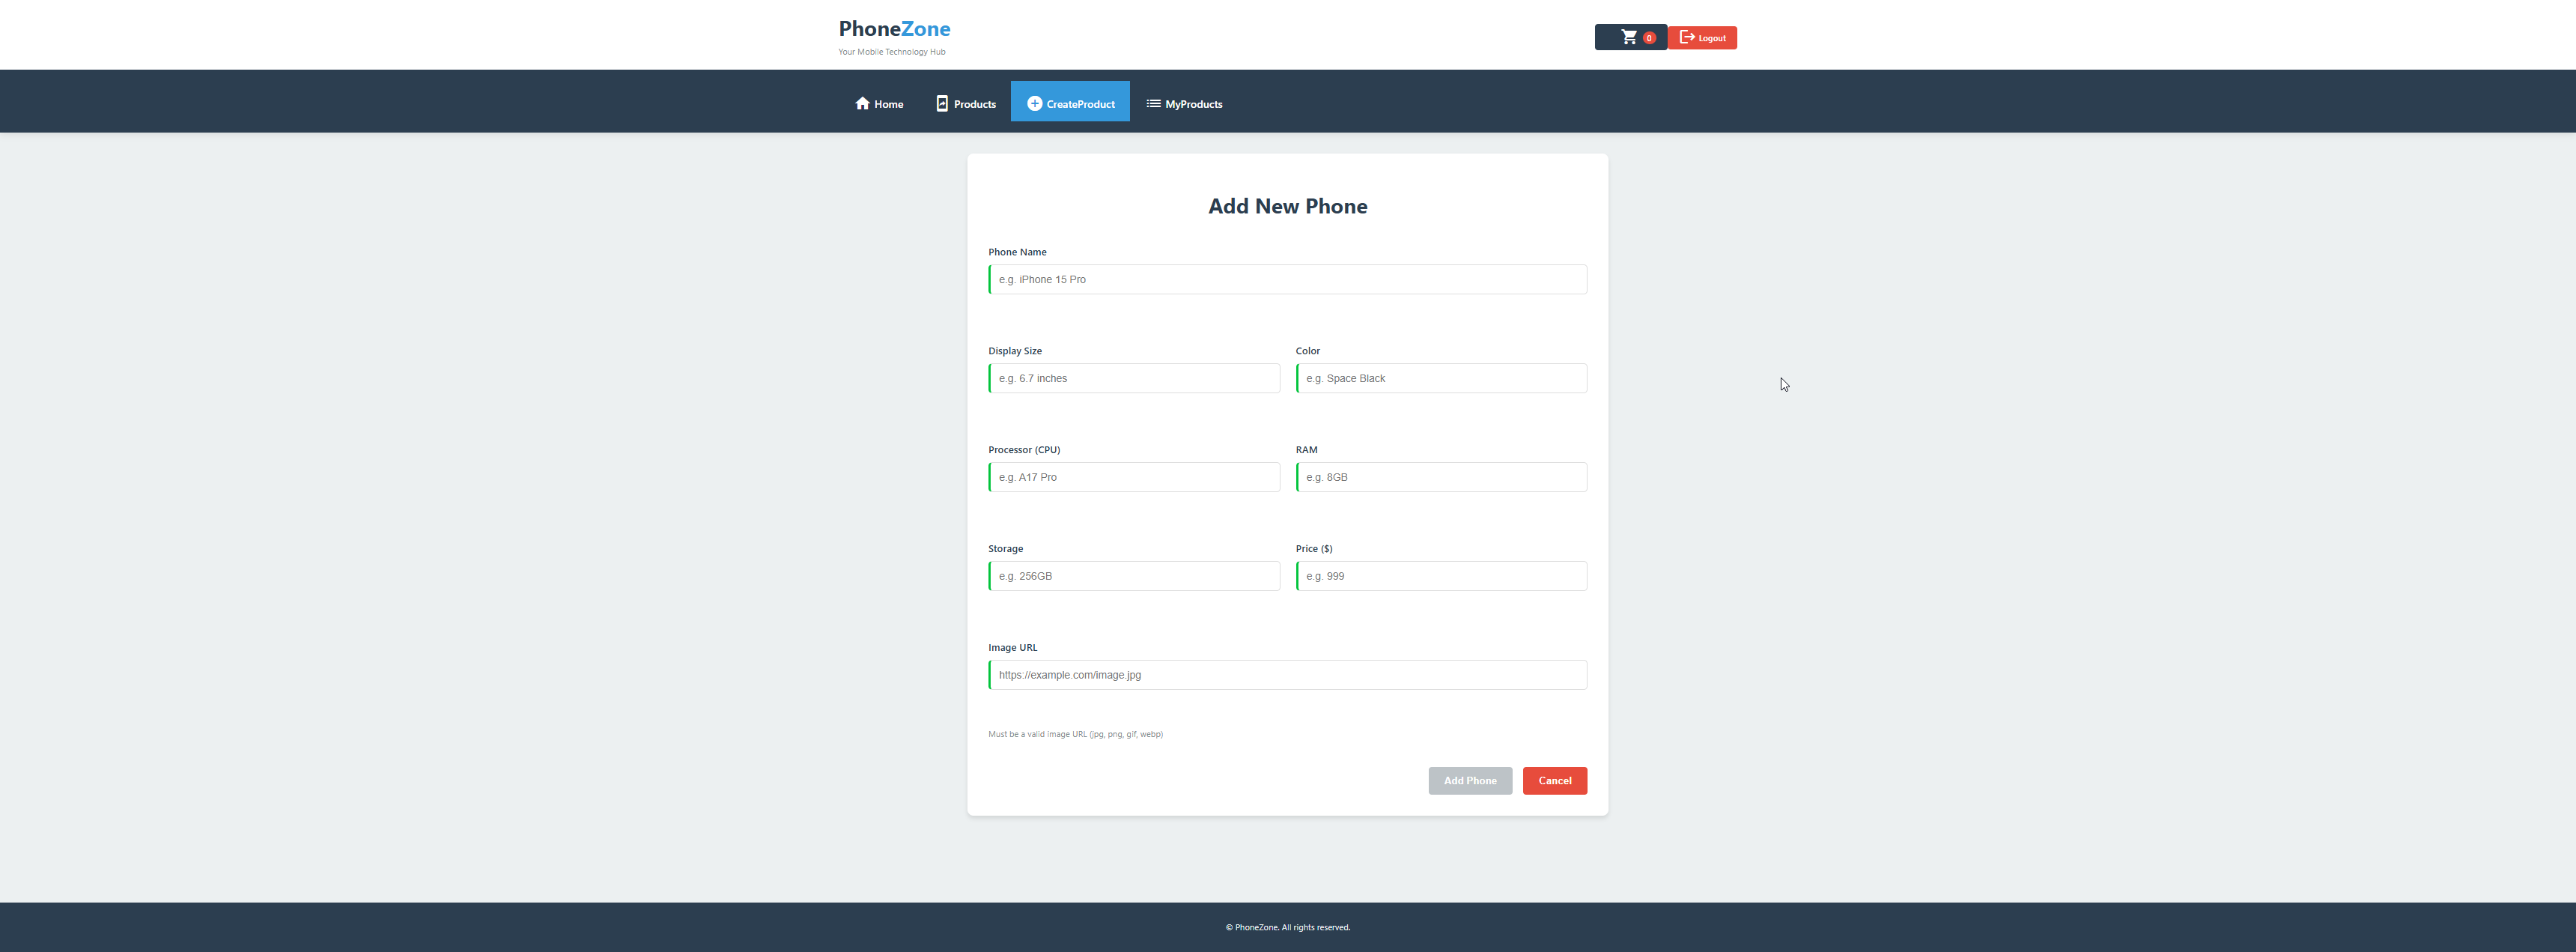 PhoneZone
Your Mobile Technology Hub
0
Logout
Home
Products
CreateProduct
MyProducts
Add New Phone
Phone Name
e.g. iPhone 15 Pro
Display Size
Color
e.g. 6.7 inches
e.g. Space Black
Processor (CPU)
RAM
e.g. A17 Pro
e.g. 8GB
Storage
Price ($)
e.g. 256GB
e.g. 999
Image URL
https://example.com/image.jpg
Must be a valid image URL (jpg, png, gif, webp)
Add Phone
Cancel
© PhoneZone. All rights reserved.